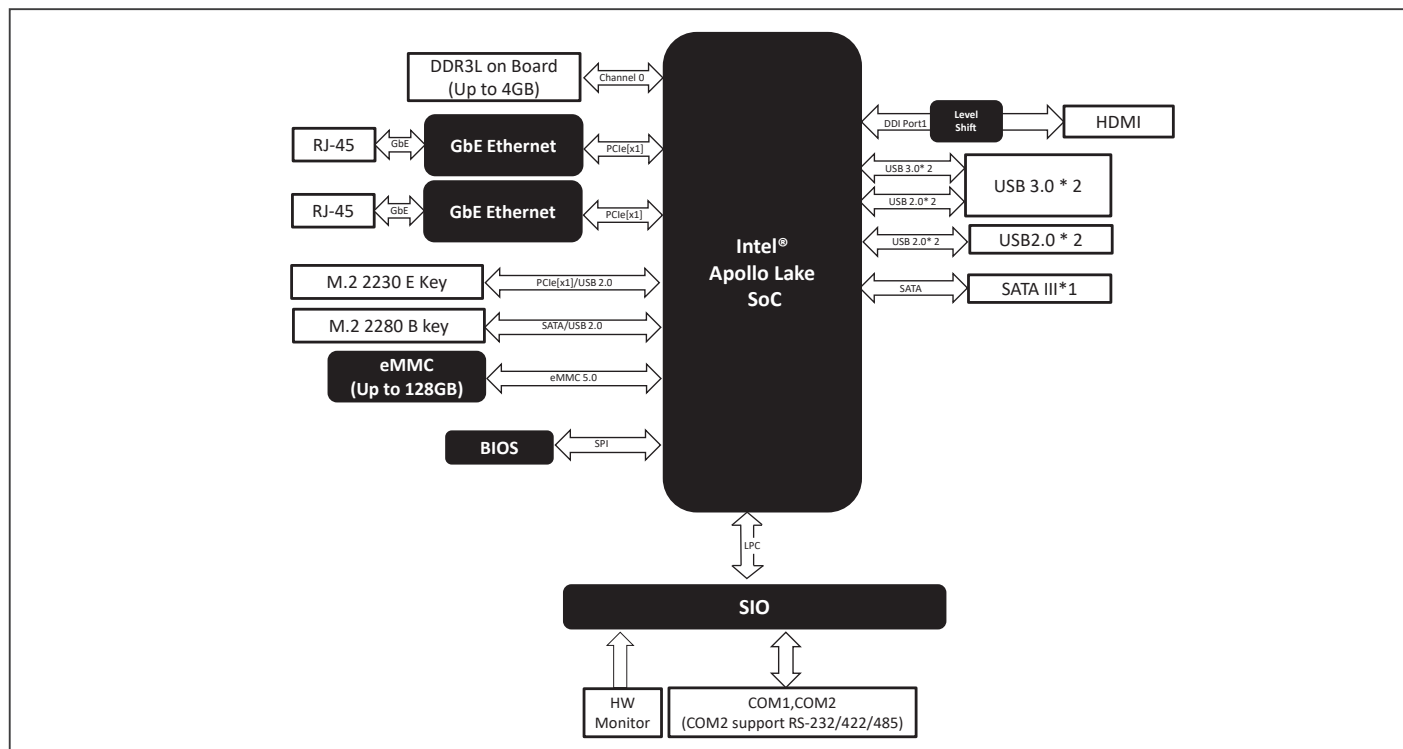 DDR3L on Board
(Up to 4GB)
Channel 0
RJ-45
GbE
GbE Ethernet
PCIe[x1]
RJ-45
GbE
GbE Ethernet
PCIe[x1]
M.2 2230 E Key
PCIe[x1]/USB 2.0
M.2 2280 B key
SATA/USB 2.0
eMMC
(Up to 128GB)
eMMC 5.0
BIOS
SPI
Intel®
Apollo Lake
SoC
DDI Port1
Level
Shift
HDMI
USB 3.0* 2
USB 2.0* 2
USB 3.0 * 2
USB 2.0* 2
USB2.0 * 2
SATA
SATA III*1
LPC
SIO
HW
Monitor
COM1,COM2
(COM2 support RS-232/422/485)